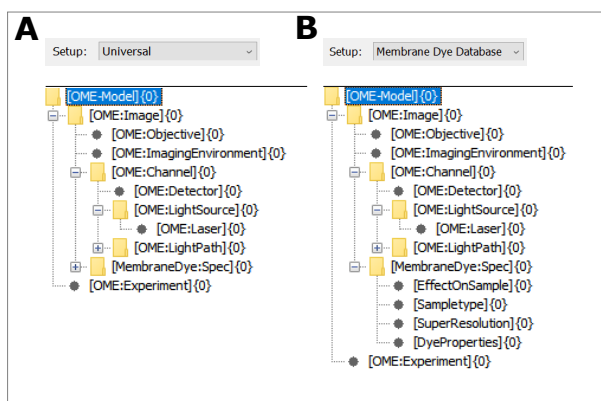 A
Setup: Universal
[OME-Model]{0}
[OME:Image]{0}
[OME:Objective]{0}
[OME:ImagingEnvironment]{0}
[OME:Channel]{0}
[OME:Detector]{0}
[OME:LightSource]{0}
[OME:Laser]{0}
[OME:LightPath]{0}
[MembraneDye:Spec]{0}
[OME:Experiment]{0}
B
Setup: Membrane Dye Database
[OME-Model]{0}
[OME:Image]{0}
[OME:Objective]{0}
[OME:ImagingEnvironment]{0}
[OME:Channel]{0}
[OME:Detector]{0}
[OME:LightSource]{0}
[OME:Laser]{0}
[OME:LightPath]{0}
[MembraneDye:Spec]{0}
[EffectOnSample]{0}
[Sampletype]{0}
[SuperResolution]{0}
[DyeProperties]{0}
[OME:Experiment]{0}